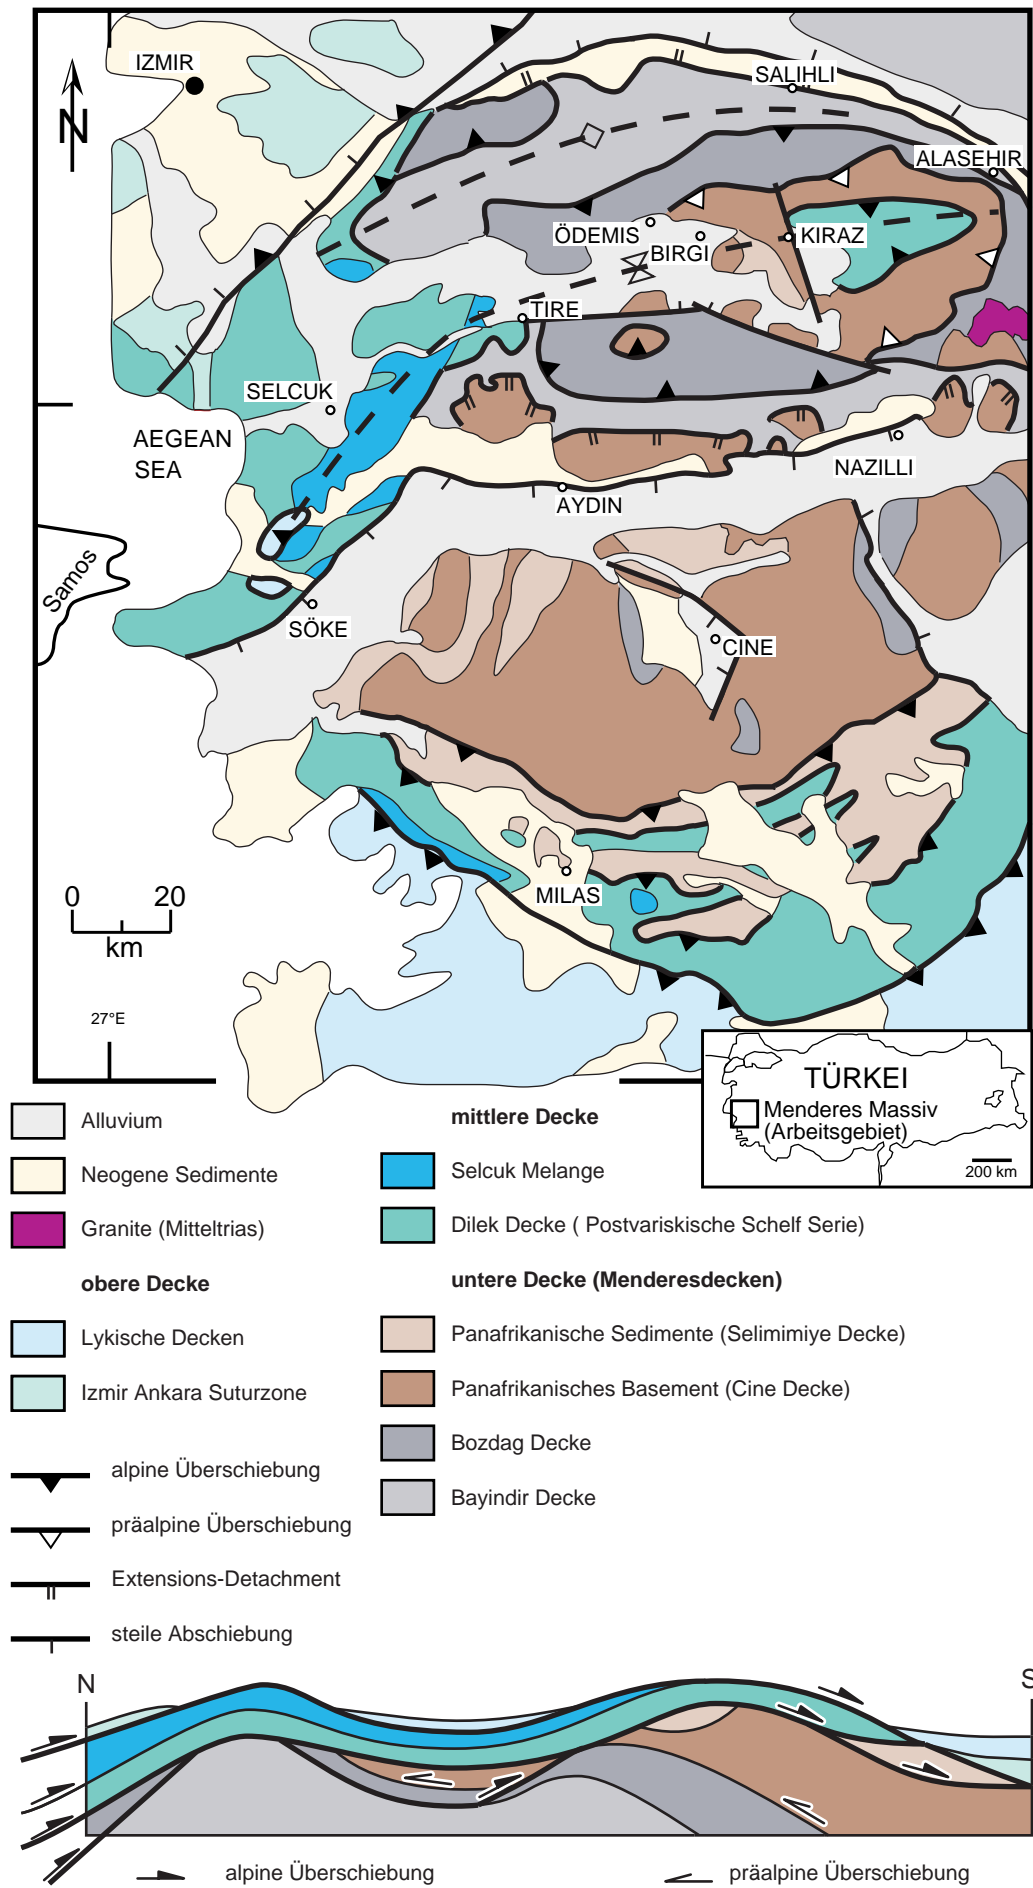 IZMIR
SALIHLI
N
ALASEHIR
ÖDEMIS
BIRGI
KIRAZ
TIRE
SELCUK
AEGEAN
SEA
NAZILLI
AYDIN
Samos
SÖKE
CINE
MILAS
0 20
km
27°E
TÜRKEI
Menderes Massiv
(Arbeitsgebiet)
200 km
Alluvium
Neogene Sedimente
Granite (Mitteltrias)
obere Decke
Lykische Decken
Izmir Ankara Suturzone
alpine Überschiebung
präalpine Überschiebung
Extensions-Detachment
steile Abschiebung
mittlere Decke
Selcuk Melange
Dilek Decke ( Postvariskische Schelf Serie)
untere Decke (Menderesdecken)
Panafrikanische Sedimente (Selimimiye Decke)
Panafrikanisches Basement (Cine Decke)
Bozdag Decke
Bayindir Decke
N
S
alpine Überschiebung
präalpine Überschiebung